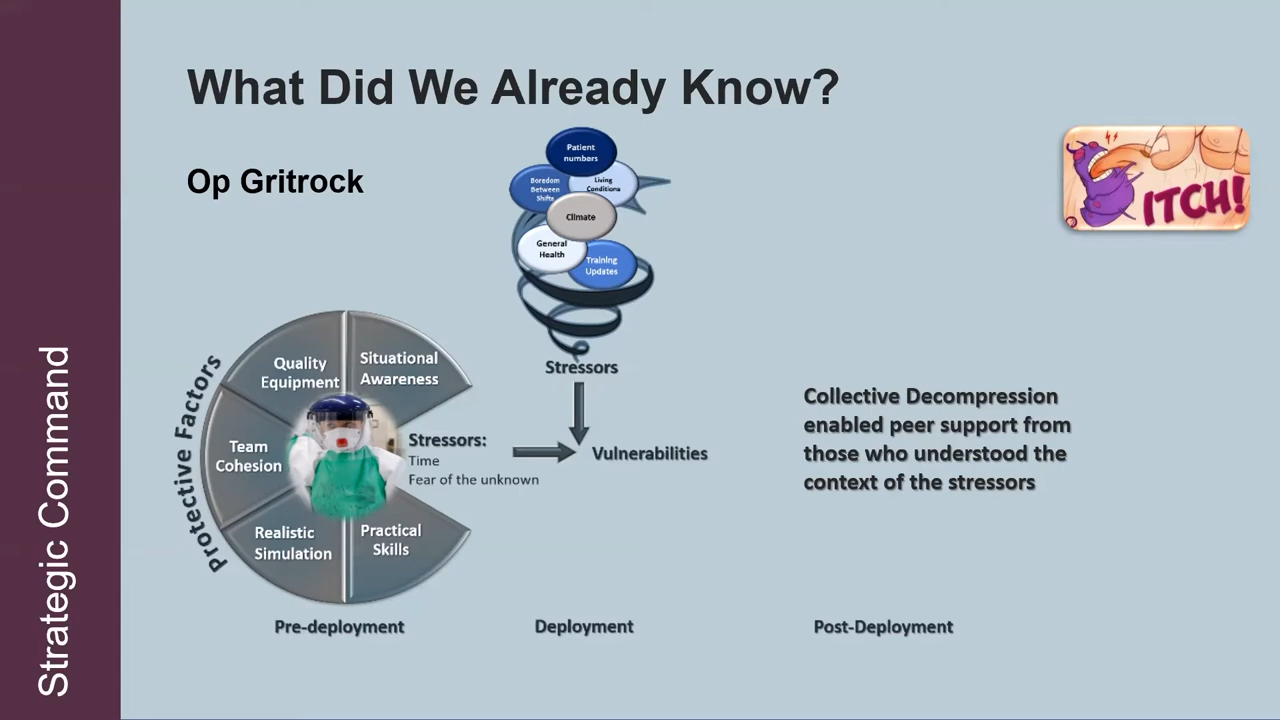 What Did We Already Know?
Op Gritrock
Patient
numbers
Boredom
Between
Shifts
Living
Conditions
Climate
General
Health
Training
Updates
Stressors
ITCH!
Protective Factors
Quality
Equipment
Situational
Awareness
Team
Cohesion
Realistic
Simulation
Practical
Skills
Stressors:
Time
Fear of the unknown
Vulnerabilities
Collective Decompression
enabled peer support from
those who understood the
context of the stressors
Pre-deployment
Deployment
Post-Deployment
Strategic Command